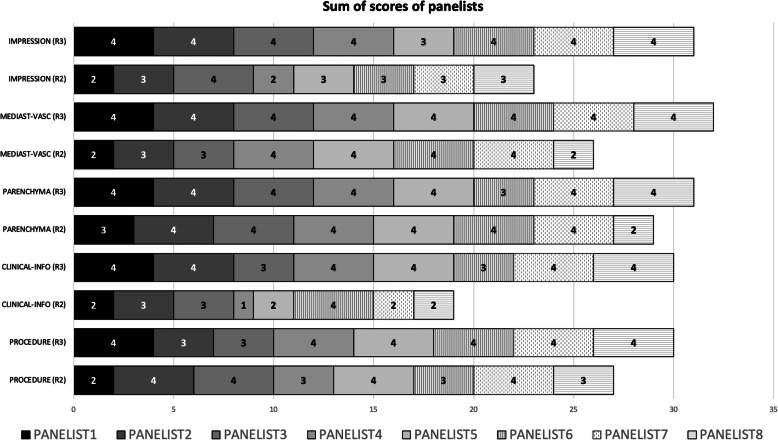 Sum of scores of panelists
IMPRESSION (R3) 4 4 4 4 3 4 4 4
IMPRESSION (R2) 2 3 4 2 3 3 3 3
MEDIAST-VASC (R3) 4 4 4 4 4 4 4 4
MEDIAST-VASC (R2) 2 3 3 4 4 4 4 2
PARENCHYMA (R3) 4 4 4 4 4 3 4 4
PARENCHYMA (R2) 3 4 4 4 4 4 4 2
CLINICAL-INFO (R3) 4 4 3 4 4 3 4 4
CLINICAL-INFO (R2) 2 3 3 1 2 4 2 2
PROCEDURE (R3) 4 3 3 4 4 4 4 4
PROCEDURE (R2) 2 4 4 3 4 3 4 3
0 5 10 15 20 25 30 35
PANELIST1 PANELIST2 PANELIST3 PANELIST4 PANELIST5 PANELIST6 PANELIST7 PANELIST8